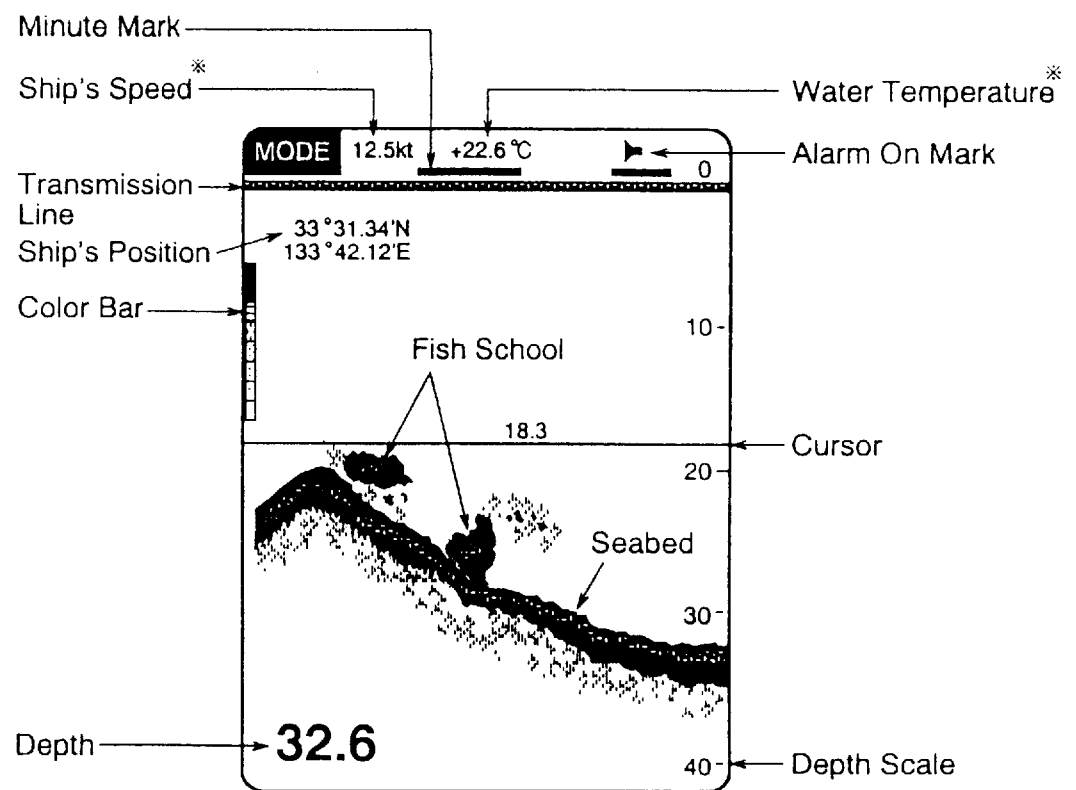 Minute Mark
Ship's Speed※
Water Temperature※
MODE 12.5kt +22.6℃
Alarm On Mark
0
Transmission
Line
Ship's Position
33°31.34'N
133°42.12'E
Color Bar
10
Fish School
18.3
Cursor
20
Seabed
30
Depth
32.6
40
Depth Scale